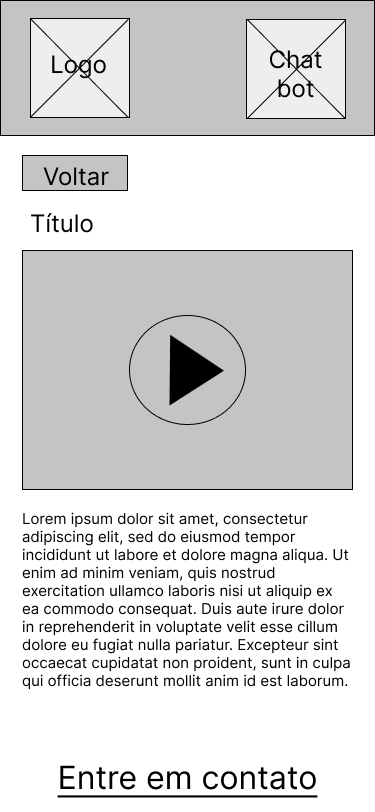 Logo
Chat
bot
Voltar
Título
Lorem ipsum dolor sit amet, consectetur
adipiscing elit, sed do eiusmod tempor
incididunt ut labore et dolore magna aliqua. Ut
enim ad minim veniam, quis nostrud
exercitation ullamco laboris nisi ut aliquip ex
ea commodo consequat. Duis aute irure dolor
in reprehenderit in voluptate velit esse cillum
dolore eu fugiat nulla pariatur. Excepteur sint
occaecat cupidatat non proident, sunt in culpa
qui officia deserunt mollit anim id est laborum.
Entre em contato